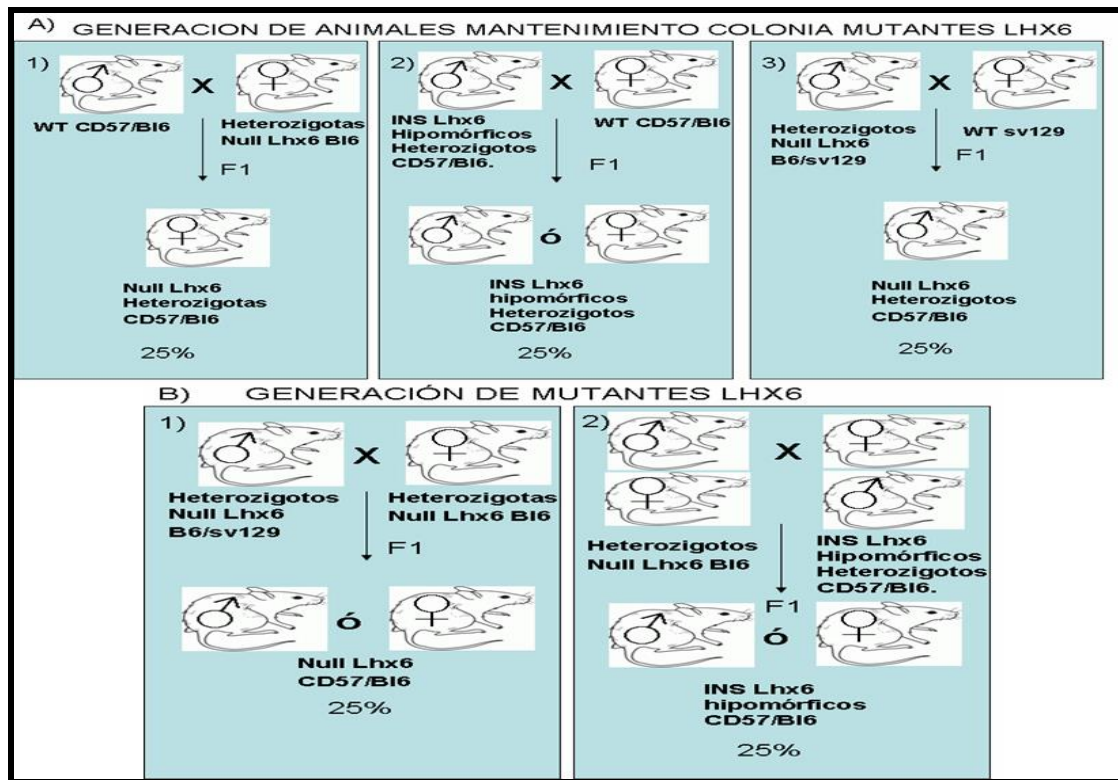 A) GENERACION DE ANIMALES MANTENIMIENTO COLONIA MUTANTES LHX6
1)
X
WT CD57/Bl6
Heterozigotas
Null Lhx6 Bl6
F1
Null Lhx6
Heterozigotas
CD57/Bl6
25%
2)
X
INS Lhx6
Hipomórficos
Heterozigotos
CD57/Bl6.
WT CD57/Bl6
F1
ó
INS Lhx6
hipomórficos
Heterozigotos
CD57/Bl6
25%
3)
X
Heterozigotos
Null Lhx6
B6/sv129
WT sv129
F1
Null Lhx6
Heterozigotos
CD57/Bl6
25%
B) GENERACIÓN DE MUTANTES LHX6
1)
X
Heterozigotos
Null Lhx6
B6/sv129
Heterozigotas
Null Lhx6 Bl6
F1
ó
Null Lhx6
CD57/Bl6
25%
2)
X
Heterozigotos
Null Lhx6 Bl6
INS Lhx6
Hipomórficos
Heterozigotos
CD57/Bl6.
F1
ó
INS Lhx6
hipomórficos
CD57/Bl6
25%